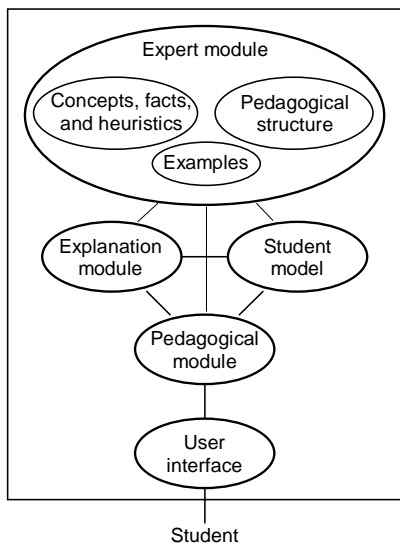 Expert module
Concepts, facts,
and heuristics
Pedagogical
structure
Examples
Explanation
module
Student
model
Pedagogical
module
User
interface
Student